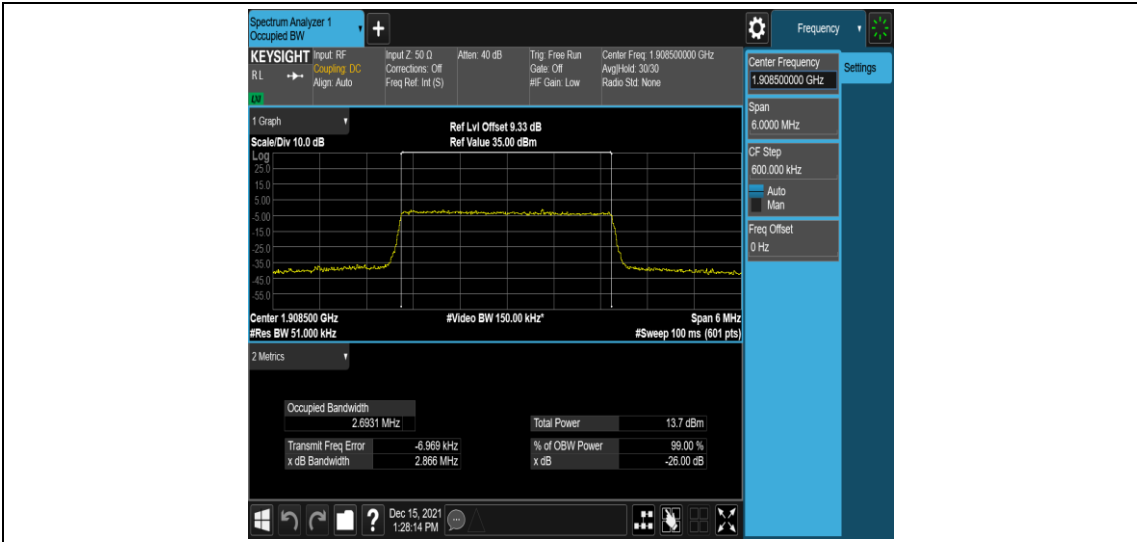 Spectrum Analyzer 1
Occupied BW
+
Frequency
KEYSIGHT
RL
LM
Input: RF
Coupling: DC
Align: Auto
Input Z: 50 Ω
Corrections: Off
Freq Ref: Int (S)
Atten: 40 dB
Trig: Free Run
Gate: Off
#IF Gain: Low
Center Freq: 1.908500000 GHz
Avg|Hold: 30/30
Radio Std: None
Center Frequency
1.908500000 GHz
Settings
Span
6.0000 MHz
CF Step
600.000 kHz
Auto
Man
Freq Offset
0 Hz
1 Graph
Scale/Div 10.0 dB
Ref Lvl Offset 9.33 dB
Ref Value 35.00 dBm
Log
25.0
15.0
5.00
-5.00
-15.0
-25.0
-35.0
-45.0
-55.0
Center 1.908500 GHz
#Video BW 150.00 kHz*
Span 6 MHz
#Res BW 51.000 kHz
#Sweep 100 ms (601 pts)
2 Metrics
Occupied Bandwidth
2.6931 MHz
Total Power 13.7 dBm
Transmit Freq Error -6.969 kHz
% of OBW Power 99.00 %
x dB Bandwidth 2.866 MHz
x dB -26.00 dB
?
Dec 15, 2021
1:28:14 PM